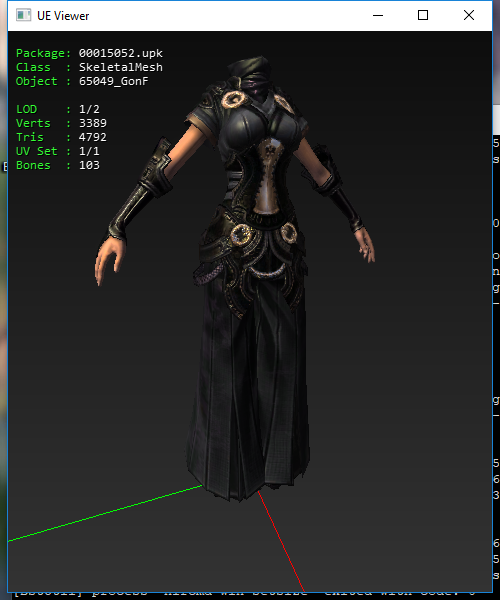 UE Viewer
Package: 00015052.upk
Class : SkeletalMesh
Object : 65049_GonF
LOD : 1/2
Verts : 3389
Tris : 4792
UV Set : 1/1
Bones : 103